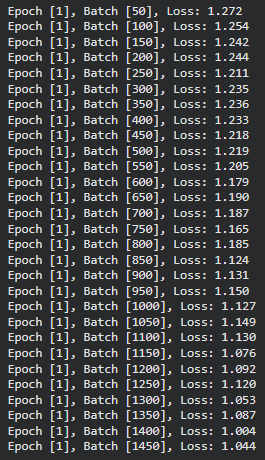 Epoch [1], Batch [50], Loss: 1.272
Epoch [1], Batch [100], Loss: 1.254
Epoch [1], Batch [150], Loss: 1.242
Epoch [1], Batch [200], Loss: 1.244
Epoch [1], Batch [250], Loss: 1.211
Epoch [1], Batch [300], Loss: 1.235
Epoch [1], Batch [350], Loss: 1.236
Epoch [1], Batch [400], Loss: 1.233
Epoch [1], Batch [450], Loss: 1.218
Epoch [1], Batch [500], Loss: 1.219
Epoch [1], Batch [550], Loss: 1.205
Epoch [1], Batch [600], Loss: 1.179
Epoch [1], Batch [650], Loss: 1.190
Epoch [1], Batch [700], Loss: 1.187
Epoch [1], Batch [750], Loss: 1.165
Epoch [1], Batch [800], Loss: 1.185
Epoch [1], Batch [850], Loss: 1.124
Epoch [1], Batch [900], Loss: 1.131
Epoch [1], Batch [950], Loss: 1.150
Epoch [1], Batch [1000], Loss: 1.127
Epoch [1], Batch [1050], Loss: 1.149
Epoch [1], Batch [1100], Loss: 1.130
Epoch [1], Batch [1150], Loss: 1.076
Epoch [1], Batch [1200], Loss: 1.092
Epoch [1], Batch [1250], Loss: 1.120
Epoch [1], Batch [1300], Loss: 1.053
Epoch [1], Batch [1350], Loss: 1.087
Epoch [1], Batch [1400], Loss: 1.004
Epoch [1], Batch [1450], Loss: 1.044